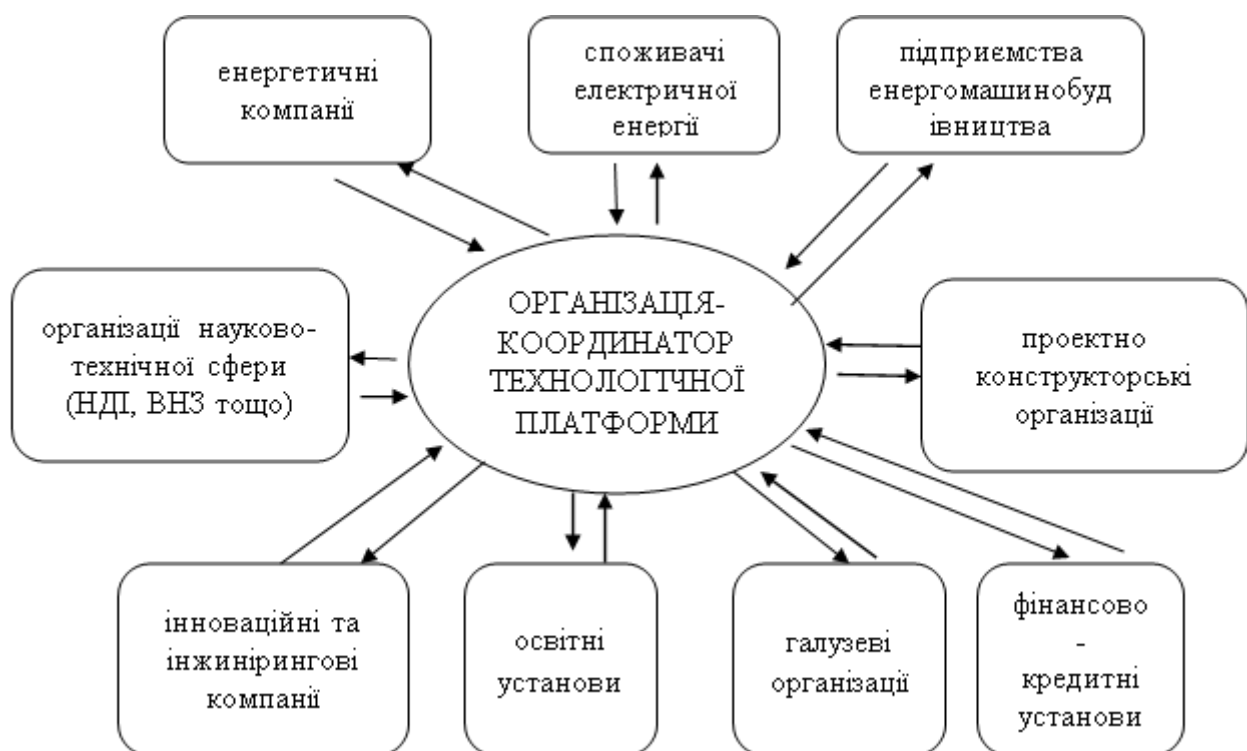 енергетичні
компанії
споживачі
електричної
енергії
підприємства
енергомашинобуд
івництва
організації науково-
технічної сфери
(НДІ, ВНЗ тощо)
ОРГАНІЗАЦІЯ-
КООРДИНАТОР
ТЕХНОЛОГІЧНОЇ
ПЛАТФОРМИ
проектно
конструкторські
організації
інноваційні та
інжинірингові
компанії
освітні
установи
галузеві
організації
фінансово
-
кредитні
установи